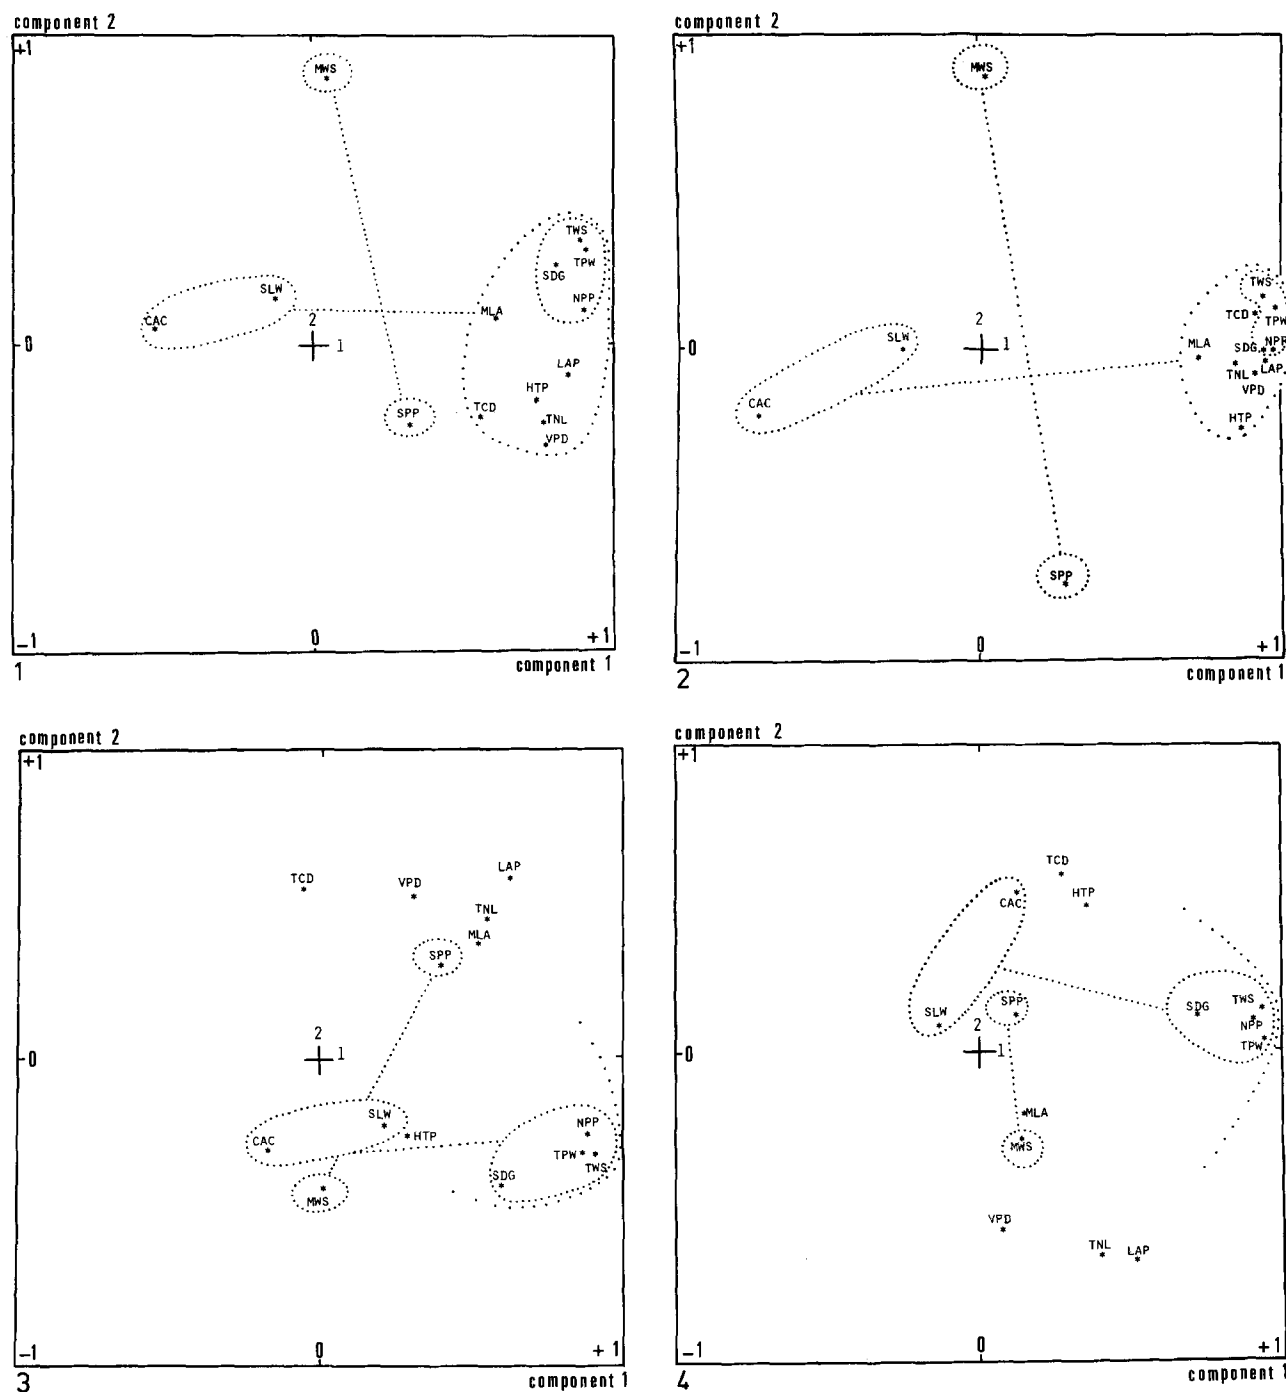 component 2
+1
MWS
TWS
TPW
SDG
NPP
SLW
CAC
MLA
2
0
1
LAP
HTP
TCD
TNL
SPP
VPD
0
-1
+1
1
component 1
component 2
+1
MWS
TWS
TCD
TPW
SLW
MLA
SDG
NPP
2
0
1
TNL
LAP
VPD
CAC
HTP
SPP
-1
0
+1
2
component 1
component 2
+1
LAP
TCD
VPD
TNL
MLA
SPP
2
0
1
SLW
HTP
NPP
CAC
TPW
TWS
SDG
MWS
-1
0
+1
3
component 1
component 2
+1
TCD
HTP
CAC
SPP
SDG
TWS
SLW
NPP
2
TPW
0
1
MLA
MWS
VPD
TNL
LAP
-1
0
+1
4
component 1